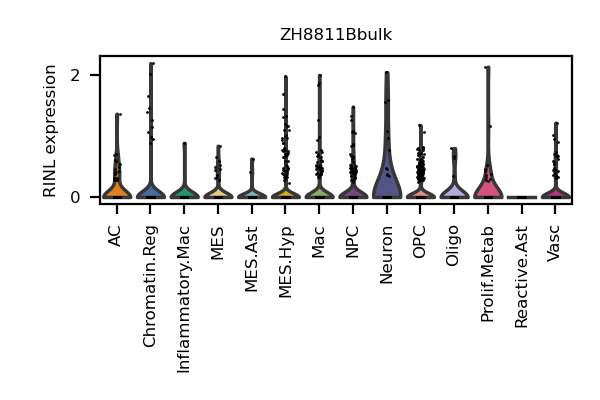 ZH8811Bbulk
RINL expression
2
0
AC
Chromatin.Reg
Inflammatory.Mac
MES
MES.Ast
MES.Hyp
Mac
NPC
Neuron
OPC
Oligo
Prolif.Metab
Reactive.Ast
Vasc